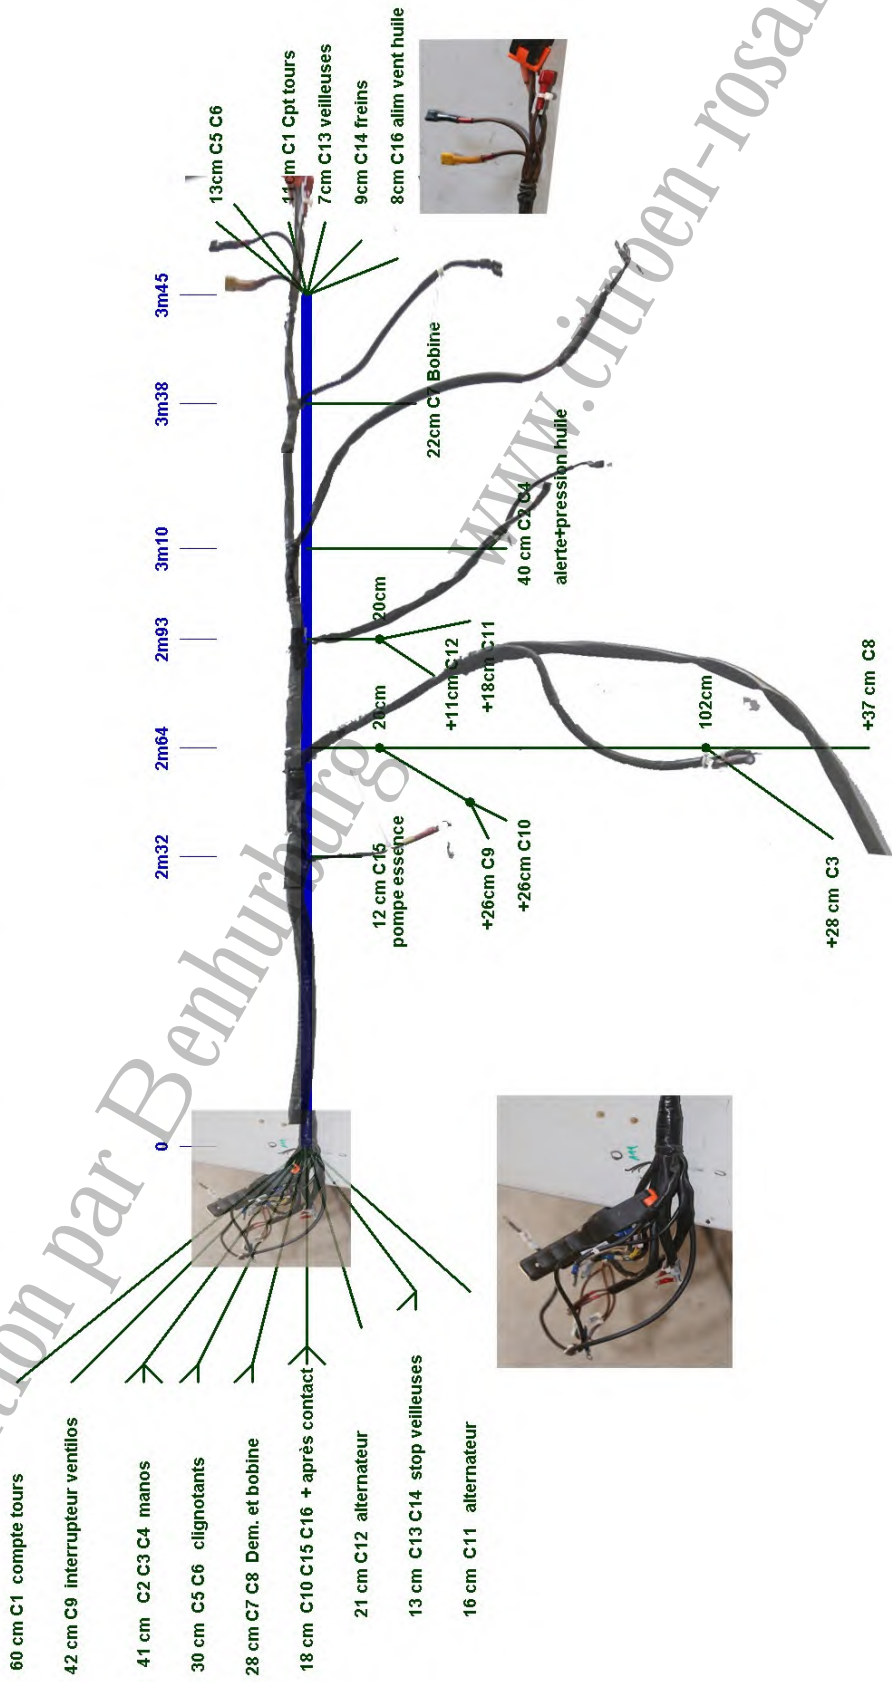 60 cm C1 compte tours
42 cm C9 interrupteur ventilos
41 cm C2 C3 C4 manos
30 cm C5 C6 clignotants
28 cm C7 C8 Dem. et bobine
18 cm C10 C15 C16 + après contact
21 cm C12 alternateur
13 cm C13 C14 stop veilleuses
16 cm C11 alternateur
0
2m32
2m64
2m93
3m10
3m38
3m45
12 cm C15
pompe essence
+26cm C9
+26cm C10
20cm
102cm
+28 cm C3
+37 cm C8
20cm
+11cm C12
+18cm C11
40 cm C2 C4
alerte+pression huile
22cm C7 Bobine
13cm C5 C6
11cm C1 Cpt tours
7cm C13 veilleuses
9cm C14 freins
8cm C16 alim vent huile
par Benhurburg
www.citroen-rosa